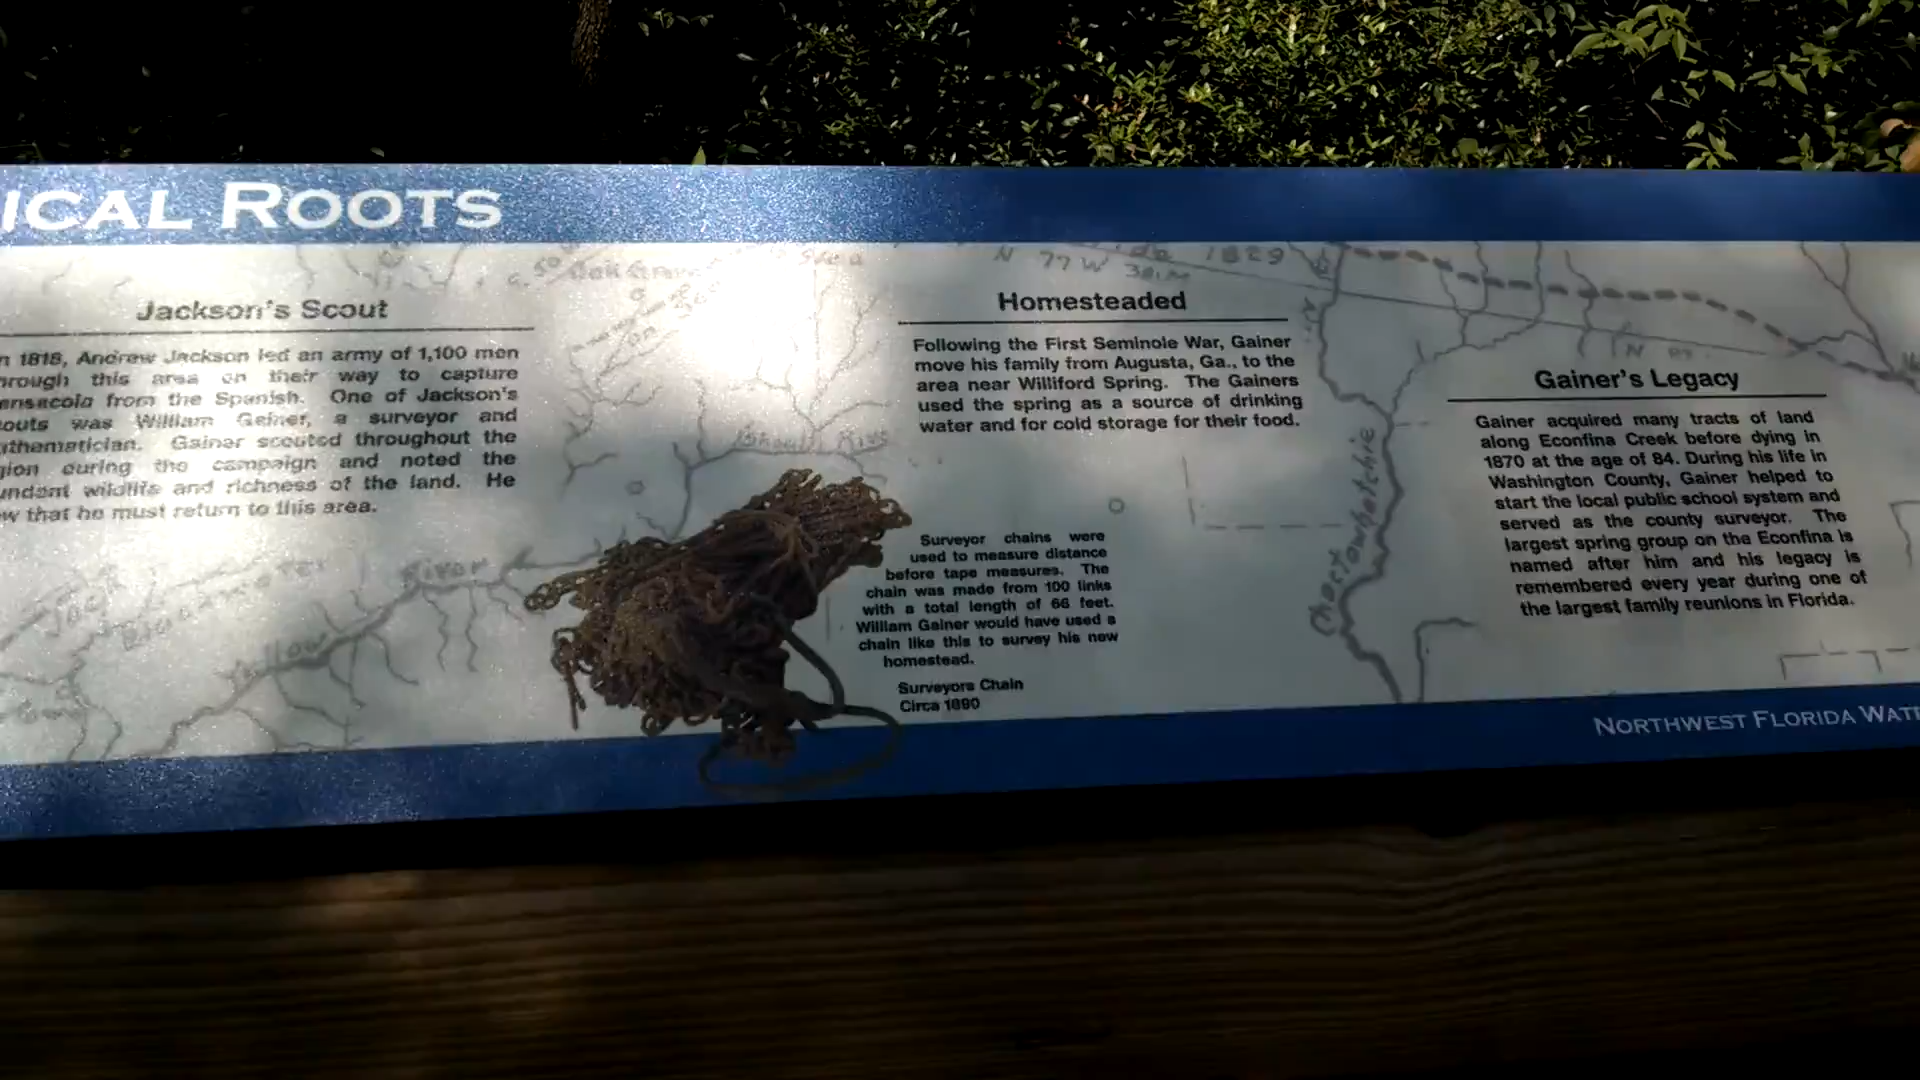 ICAL ROOTS
Jackson's Scout
n 1818, Andrew Jackson led an army of 1,100 men
hrough this area on their way to capture
ensacola from the Spanish. One of Jackson's
outs was William Gainer, a surveyor and
thematician. Gainer scouted throughout the
gion during the campaign and noted the
undant wildlife and richness of the land. He
w that he must return to this area.
Homesteaded
Following the First Seminole War, Gainer
move his family from Augusta, Ga., to the
area near Williford Spring. The Gainers
used the spring as a source of drinking
water and for cold storage for their food.
Surveyor chains were
used to measure distance
before tape measures. The
chain was made from 100 links
with a total length of 66 feet.
William Gainer would have used a
chain like this to survey his new
homestead.
Surveyors Chain
Circa 1890
Gainer's Legacy
Gainer acquired many tracts of land
along Econfina Creek before dying in
1870 at the age of 84. During his life in
Washington County, Gainer helped to
start the local public school system and
served as the county surveyor. The
largest spring group on the Econfina is
named after him and his legacy is
remembered every year during one of
the largest family reunions in Florida.
NORTHWEST FLORIDA WAT
1829
N 77 W
River
Choctawhatchie